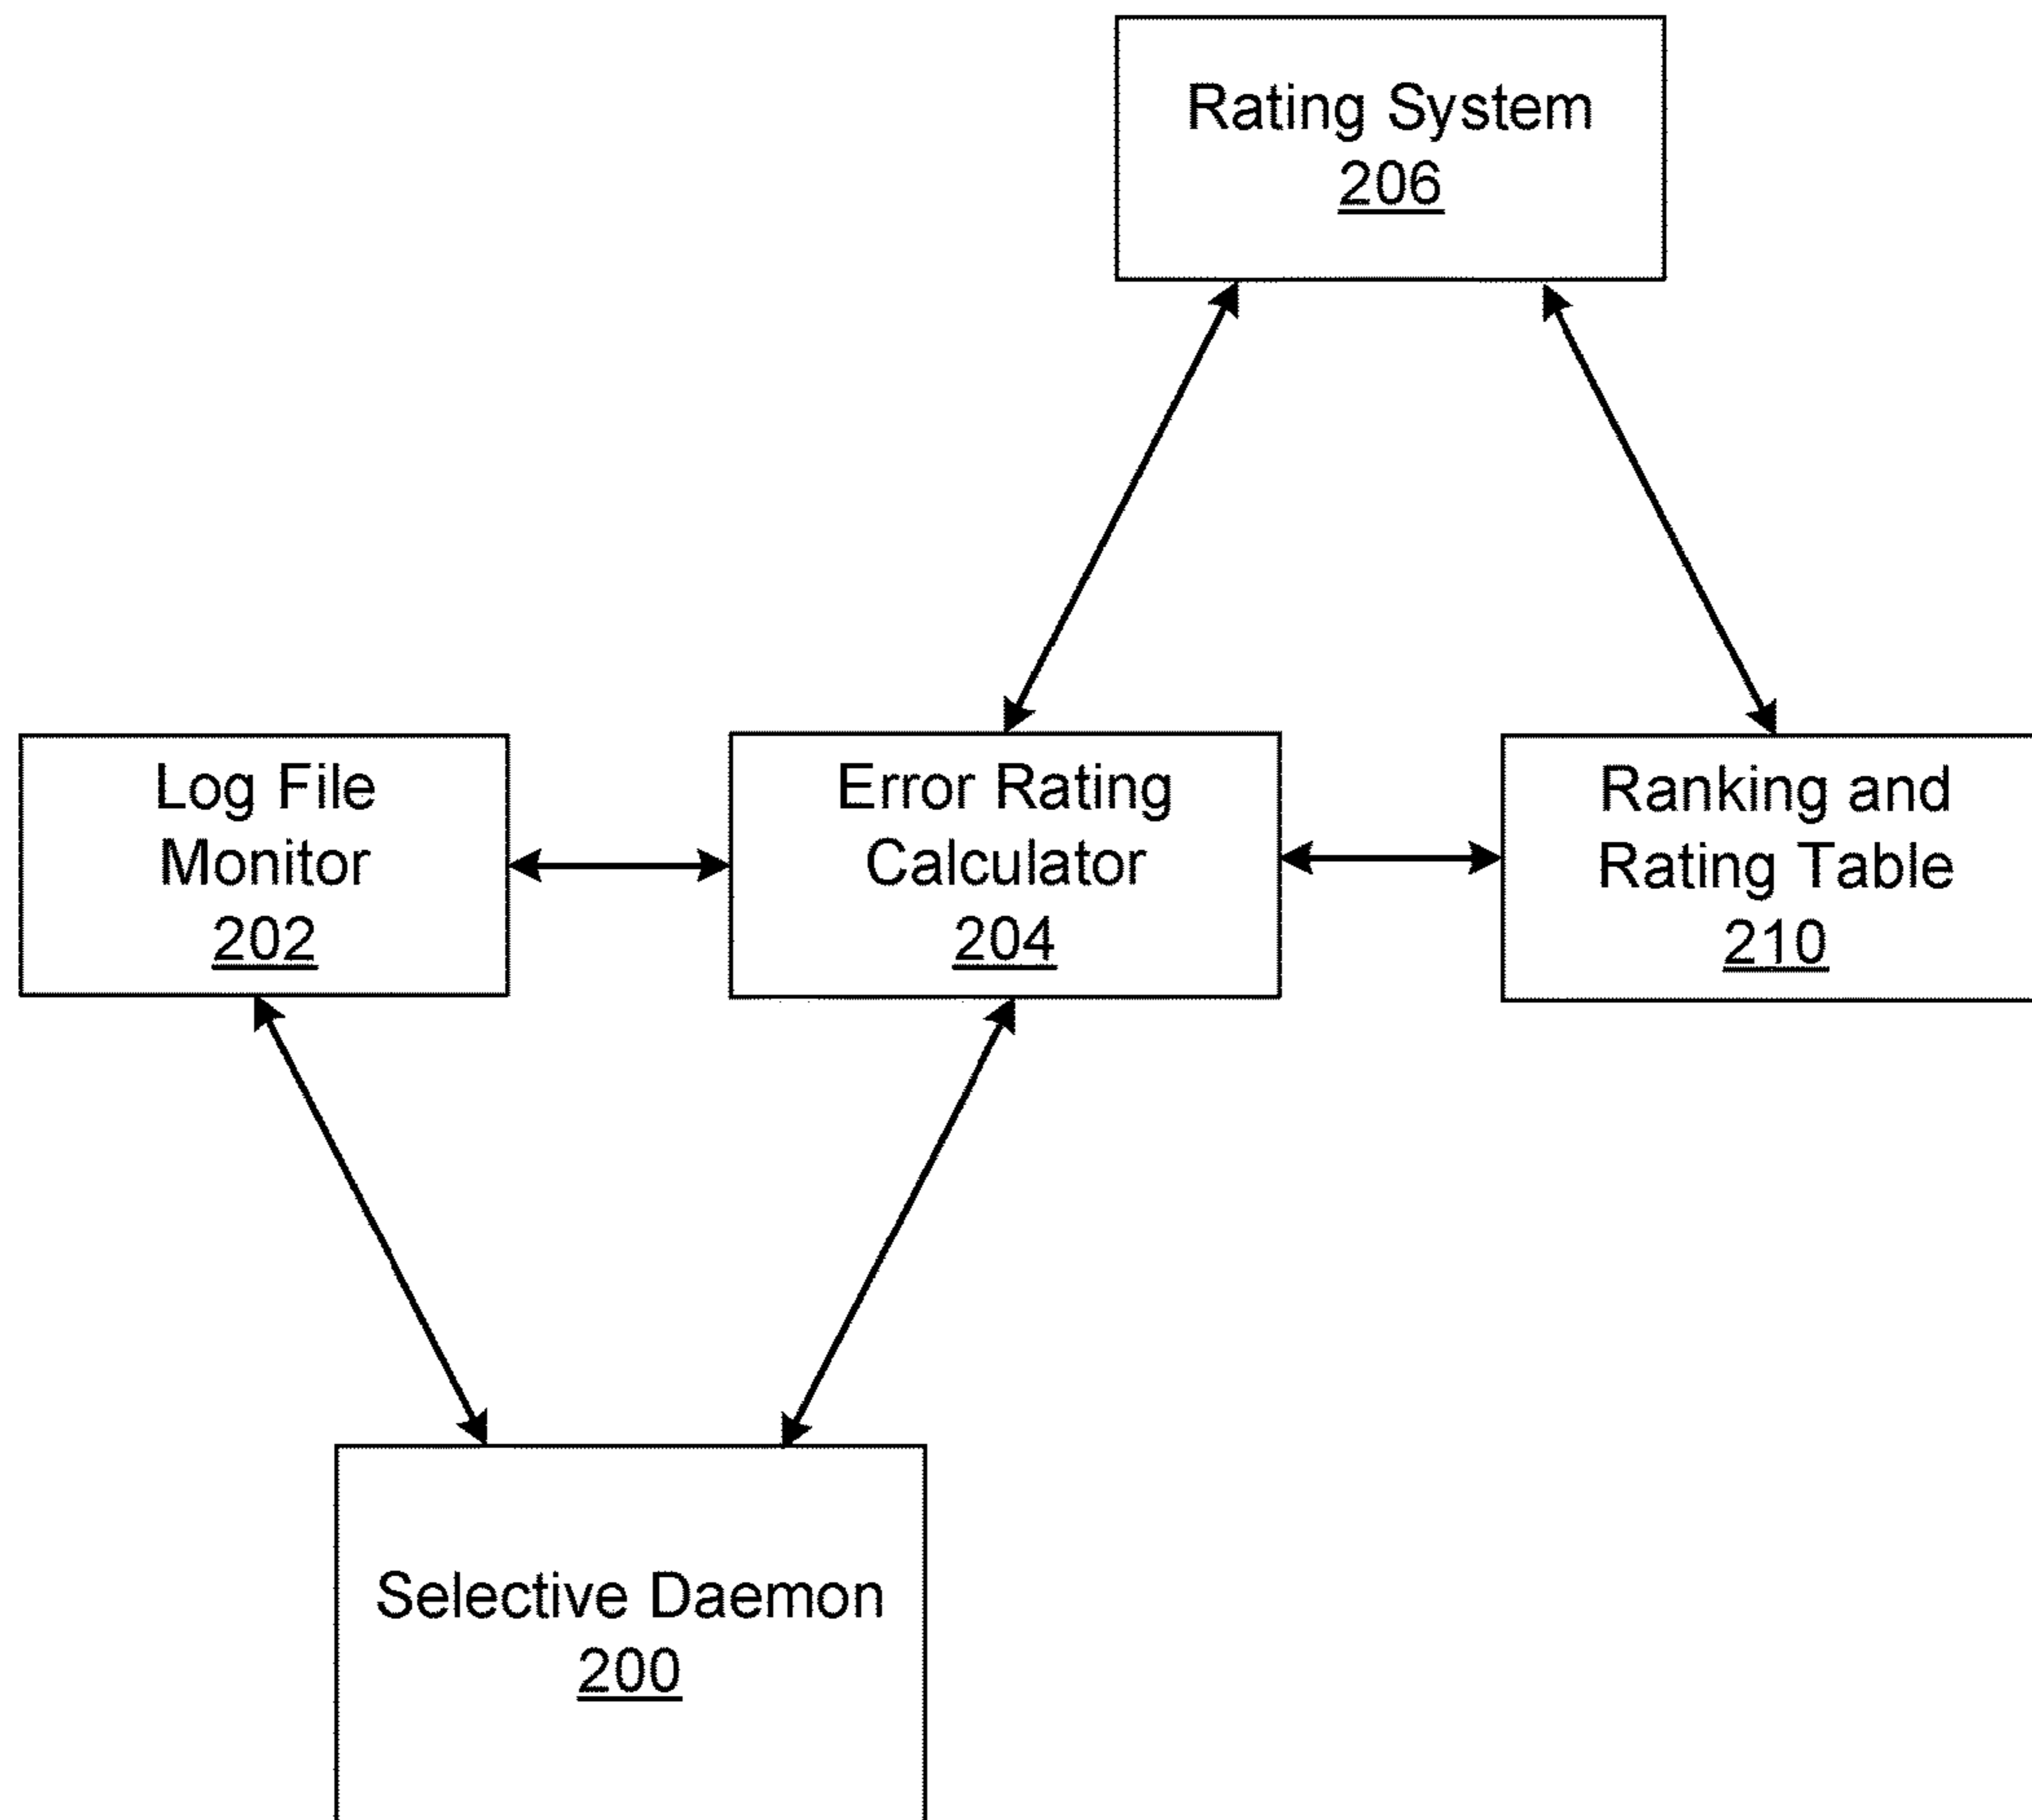 Rating System
206
Log File
Monitor
202
Error Rating
Calculator
204
Ranking and
Rating Table
210
Selective Daemon
200